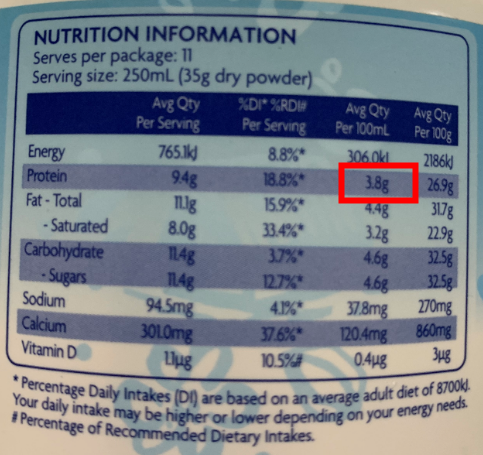 NUTRITION INFORMATION
Serves per package: 11
Serving size: 250mL (35g dry powder)
Avg Qty Per Serving %DI* %RDI# Per Serving Avg Qty Per 100mL Avg Qty Per 100g
Energy 765.1kJ 8.8%* 306.0kJ 2186kJ
Protein 9.4g 18.8%* 3.8g 26.9g
Fat - Total 11.1g 15.9%* 4.4g 31.7g
- Saturated 8.0g 33.4%* 3.2g 22.9g
Carbohydrate 11.4g 3.7%* 4.6g 32.5g
- Sugars 11.4g 12.7%* 4.6g 32.5g
Sodium 94.5mg 4.1%* 37.8mg 270mg
Calcium 301.0mg 37.6%* 120.4mg 860mg
Vitamin D 1.1µg 10.5%# 0.4µg 3µg
* Percentage Daily Intakes (DI) are based on an average adult diet of 8700kJ.
Your daily intake may be higher or lower depending on your energy needs.
# Percentage of Recommended Dietary Intakes.